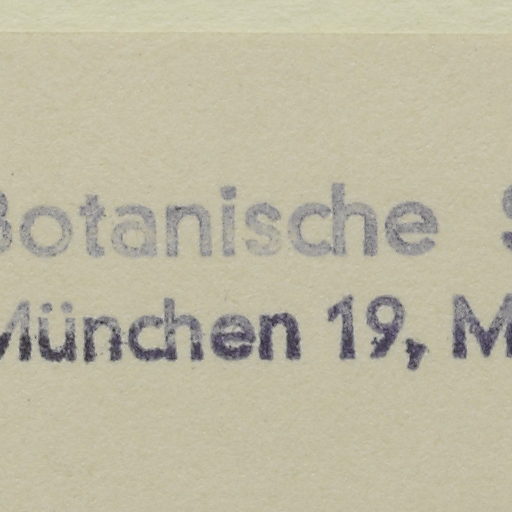 Botanische S
München 19, M